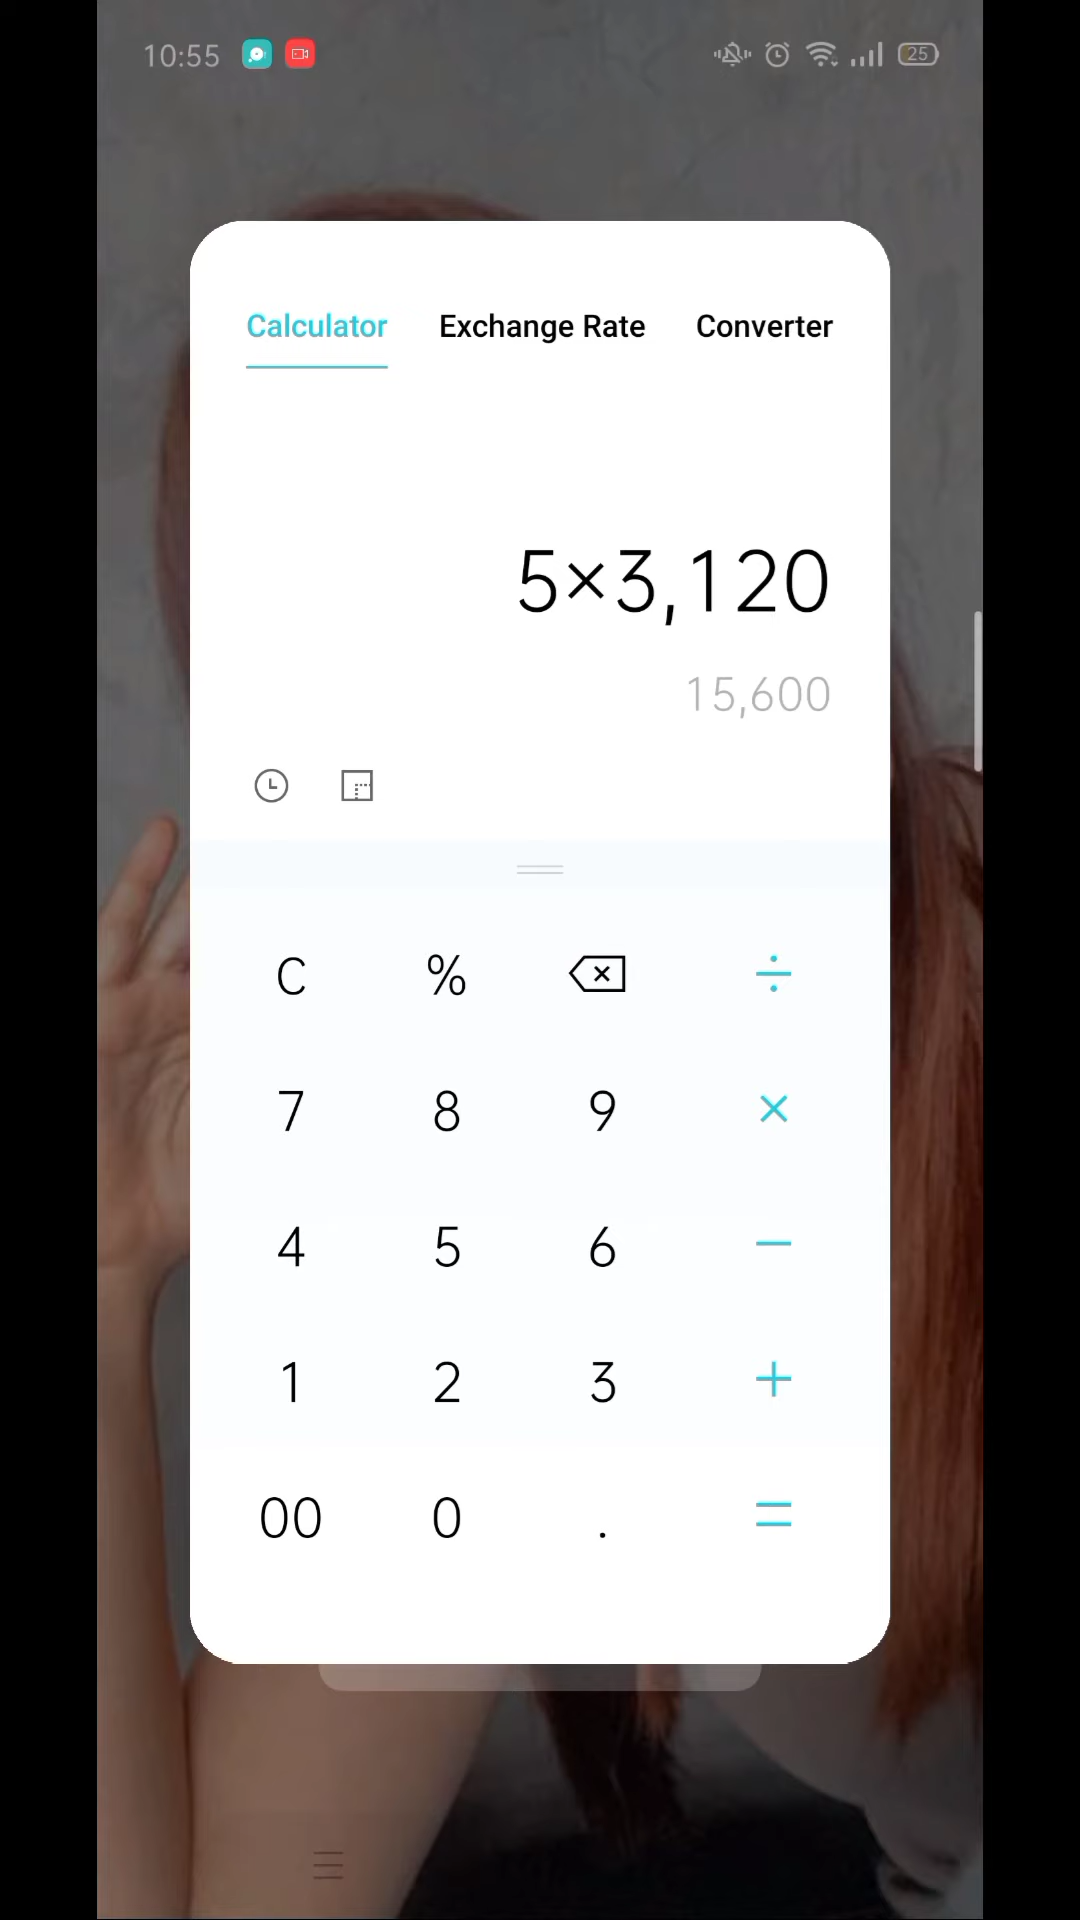 10:55 25
Calculator Exchange Rate Converter
5×3,120
15,600
C % ÷
7 8 9 ×
4 5 6 −
1 2 3 +
00 0 . =